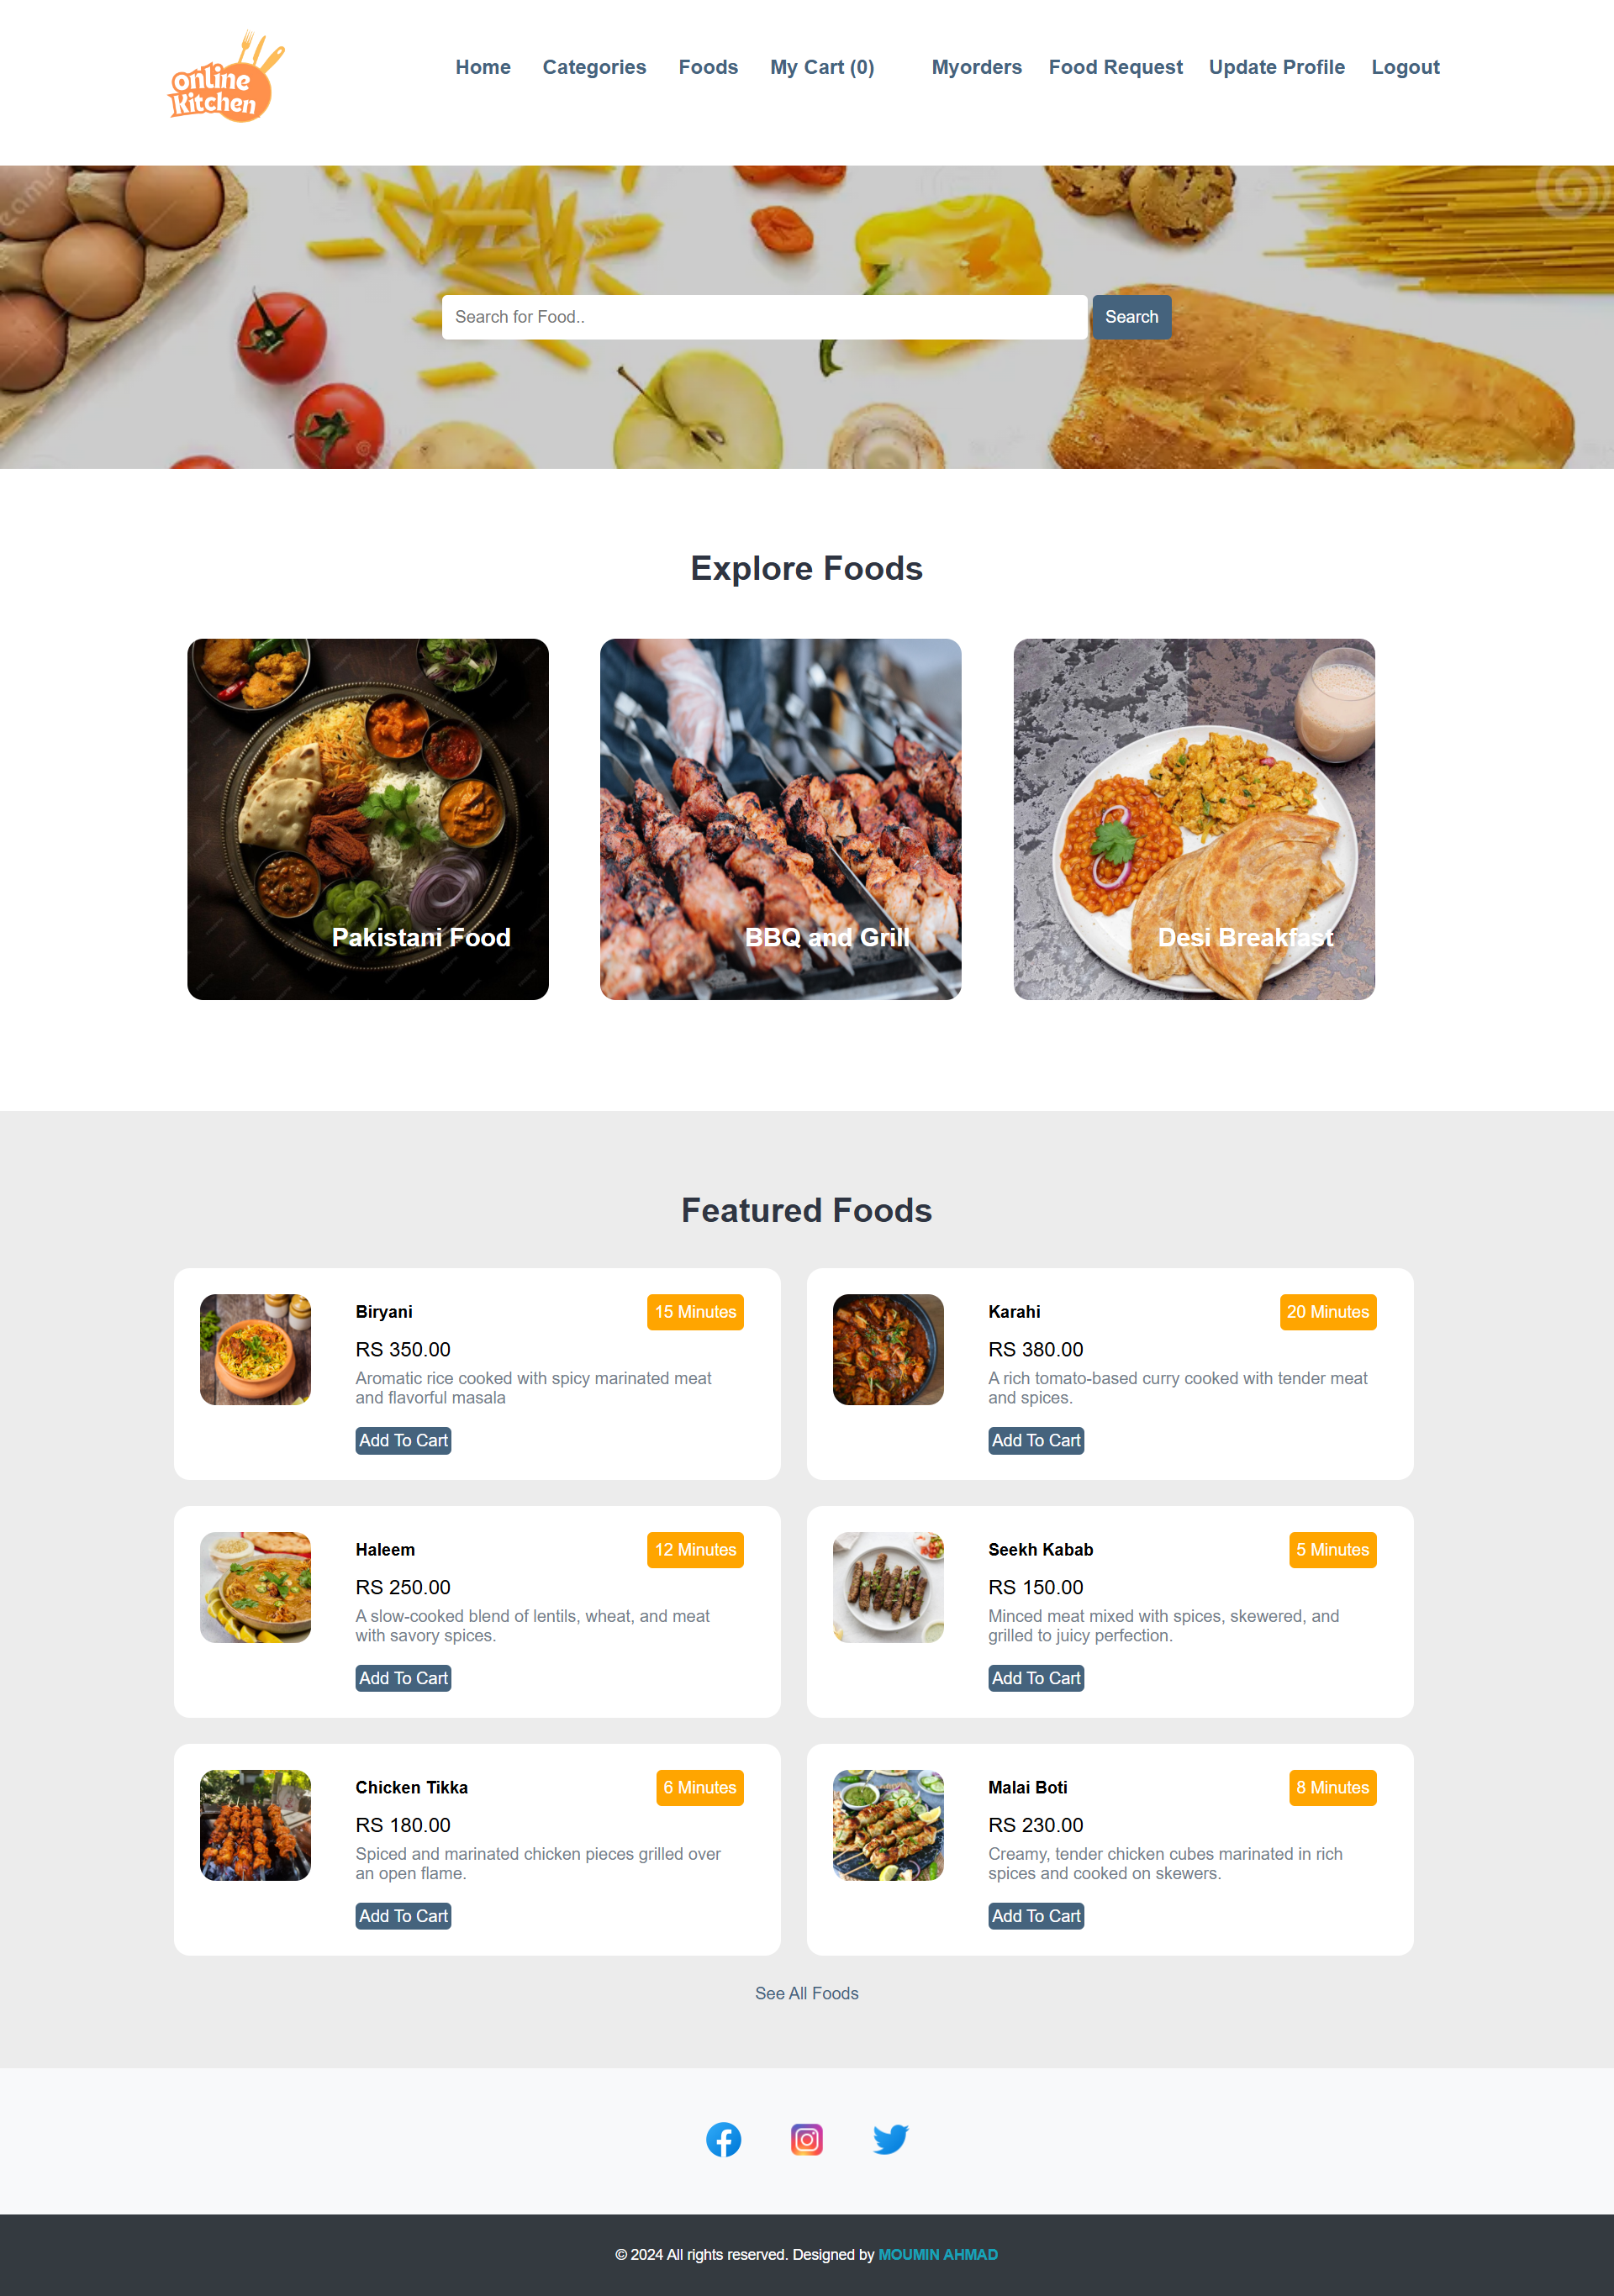 online
Kitchen
Home Categories Foods My Cart (0) Myorders Food Request Update Profile Logout
Search for Food.. Search
Explore Foods
Pakistani Food
BBQ and Grill
Desi Breakfast
Featured Foods
Biryani 15 Minutes
RS 350.00
Aromatic rice cooked with spicy marinated meat
and flavorful masala
Add To Cart
Karahi 20 Minutes
RS 380.00
A rich tomato-based curry cooked with tender meat
and spices.
Add To Cart
Haleem 12 Minutes
RS 250.00
A slow-cooked blend of lentils, wheat, and meat
with savory spices.
Add To Cart
Seekh Kabab 5 Minutes
RS 150.00
Minced meat mixed with spices, skewered, and
grilled to juicy perfection.
Add To Cart
Chicken Tikka 6 Minutes
RS 180.00
Spiced and marinated chicken pieces grilled over
an open flame.
Add To Cart
Malai Boti 8 Minutes
RS 230.00
Creamy, tender chicken cubes marinated in rich
spices and cooked on skewers.
Add To Cart
See All Foods
© 2024 All rights reserved. Designed by MOUMIN AHMAD